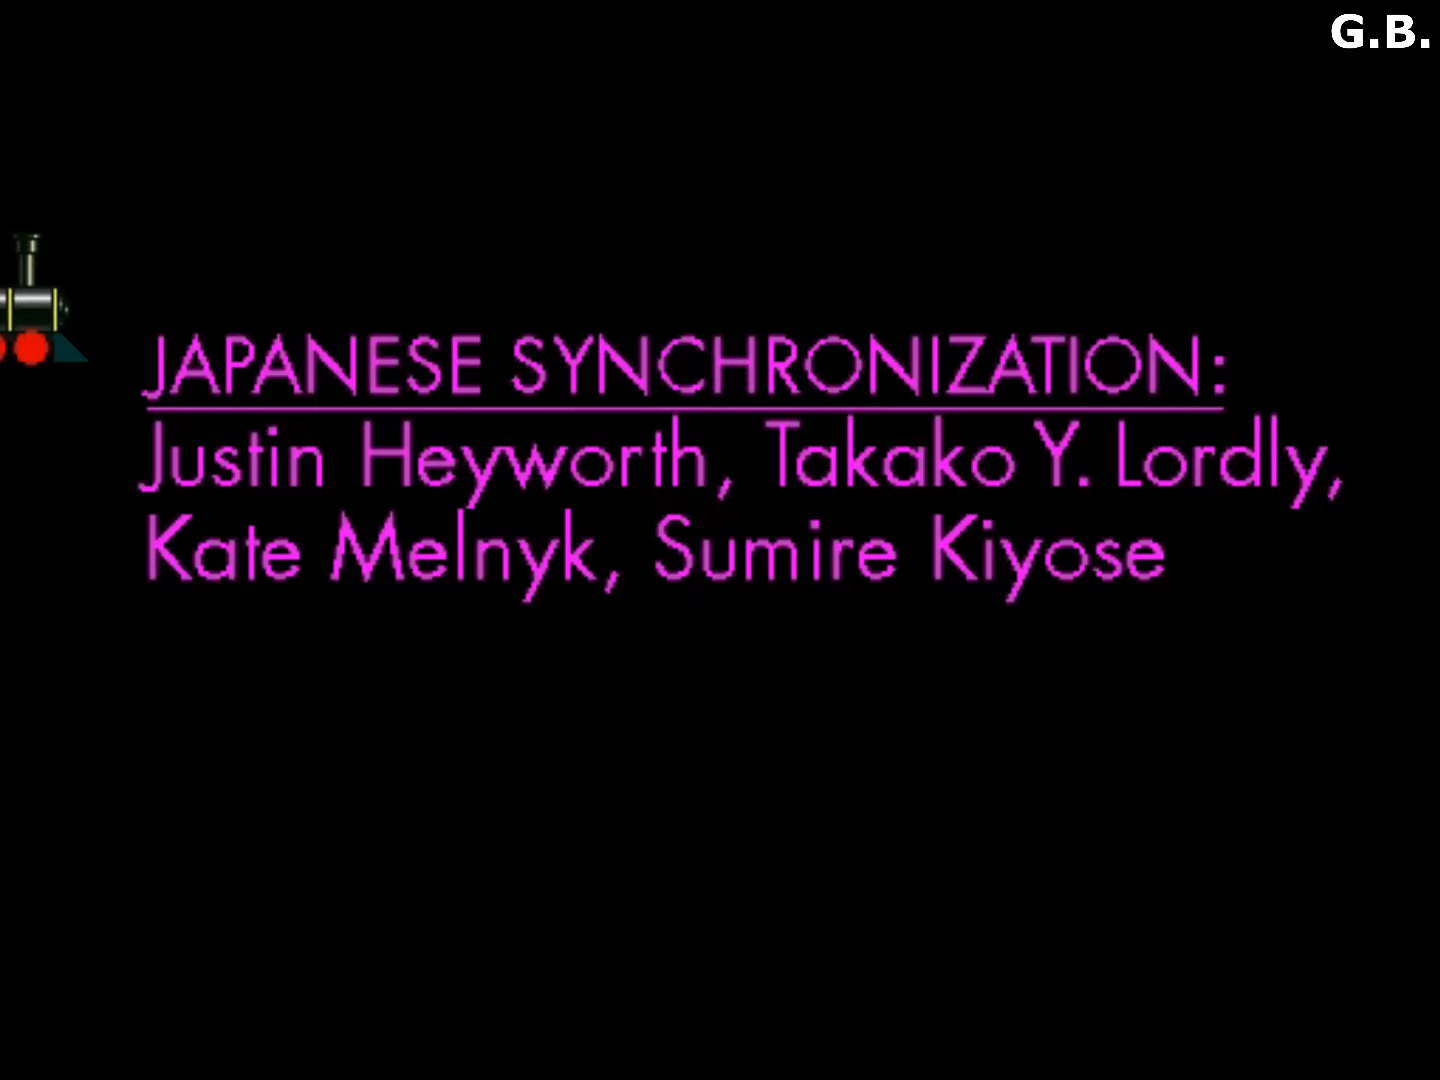 G.B.
JAPANESE SYNCHRONIZATION:
Justin Heyworth, Takako Y. Lordly,
Kate Melnyk, Sumire Kiyose